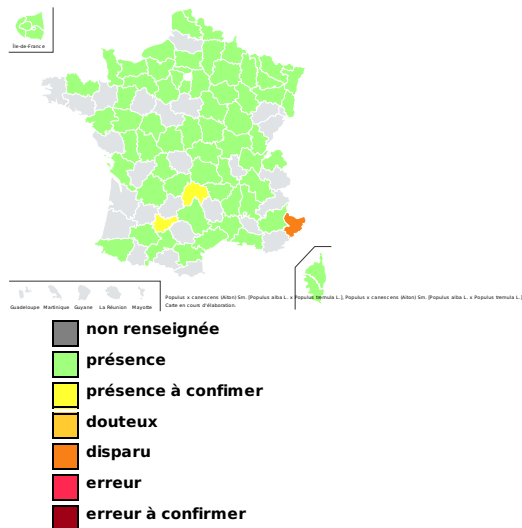 Île-de-France
Guadeloupe Martinique Guyane La Réunion Mayotte
Populus x canescens (Aiton) Sm. [Populus alba L. x Populus tremula L.], Populus x canescens (Aiton) Sm. [Populus alba L. x Populus tremula L.]
Carte en cours d'élaboration.
non renseignée
présence
présence à confimer
douteux
disparu
erreur
erreur à confirmer